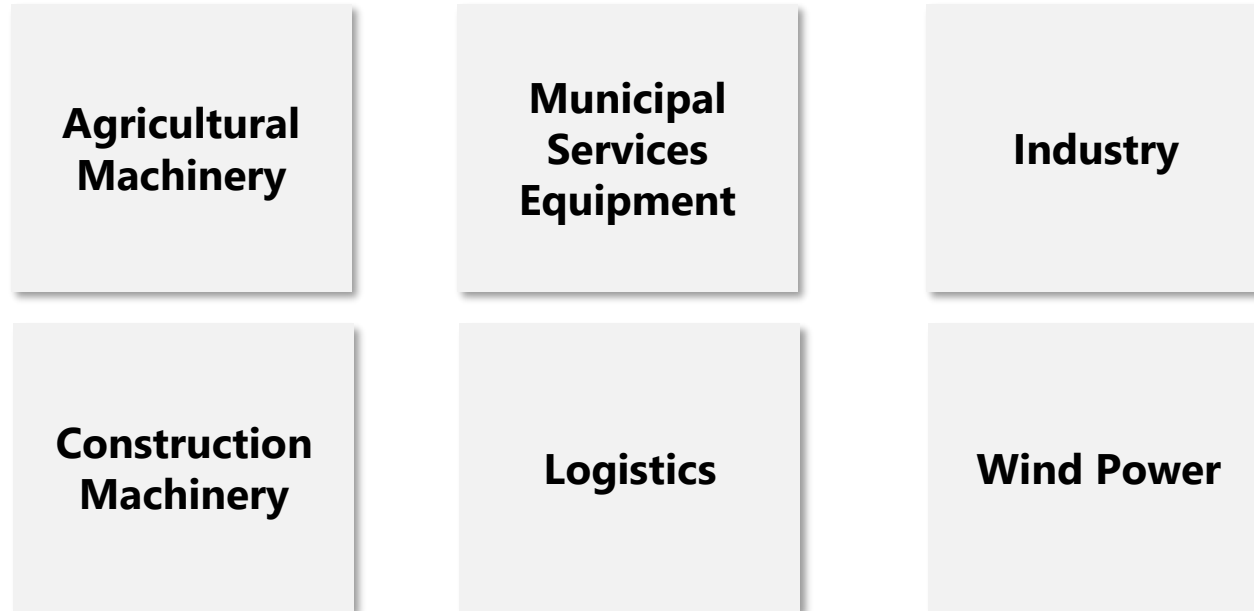 Agricultural
Machinery
Municipal
Services
Equipment
Industry
Construction
Machinery
Logistics
Wind Power